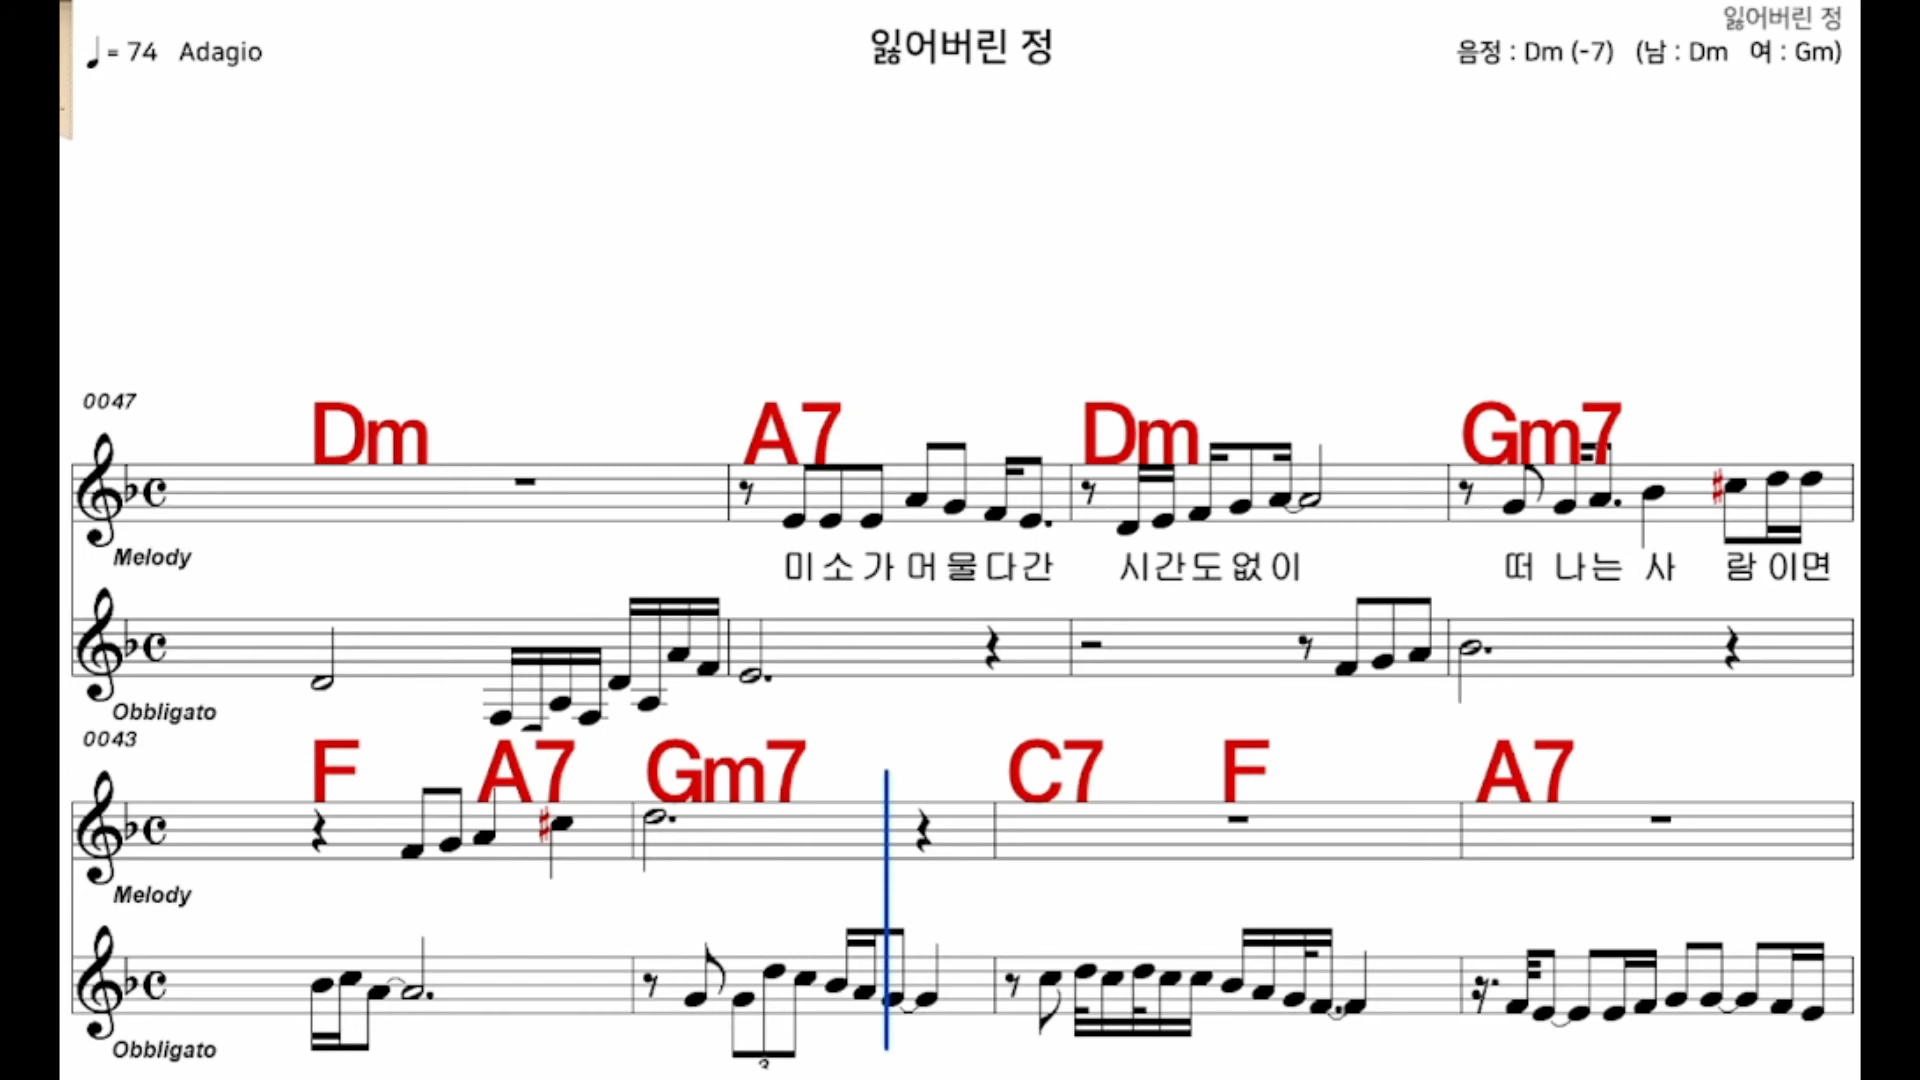 잃어버린 정
♩= 74 Adagio
잃어버린 정
음정 : Dm (-7) (남 : Dm 여 : Gm)
0047
Dm A7 Dm Gm7
Melody
미소가 머물다간 시간도없이 떠 나는 사 람이면
Obbligato
0043
F A7 Gm7 C7 F A7
Melody
Obbligato
3